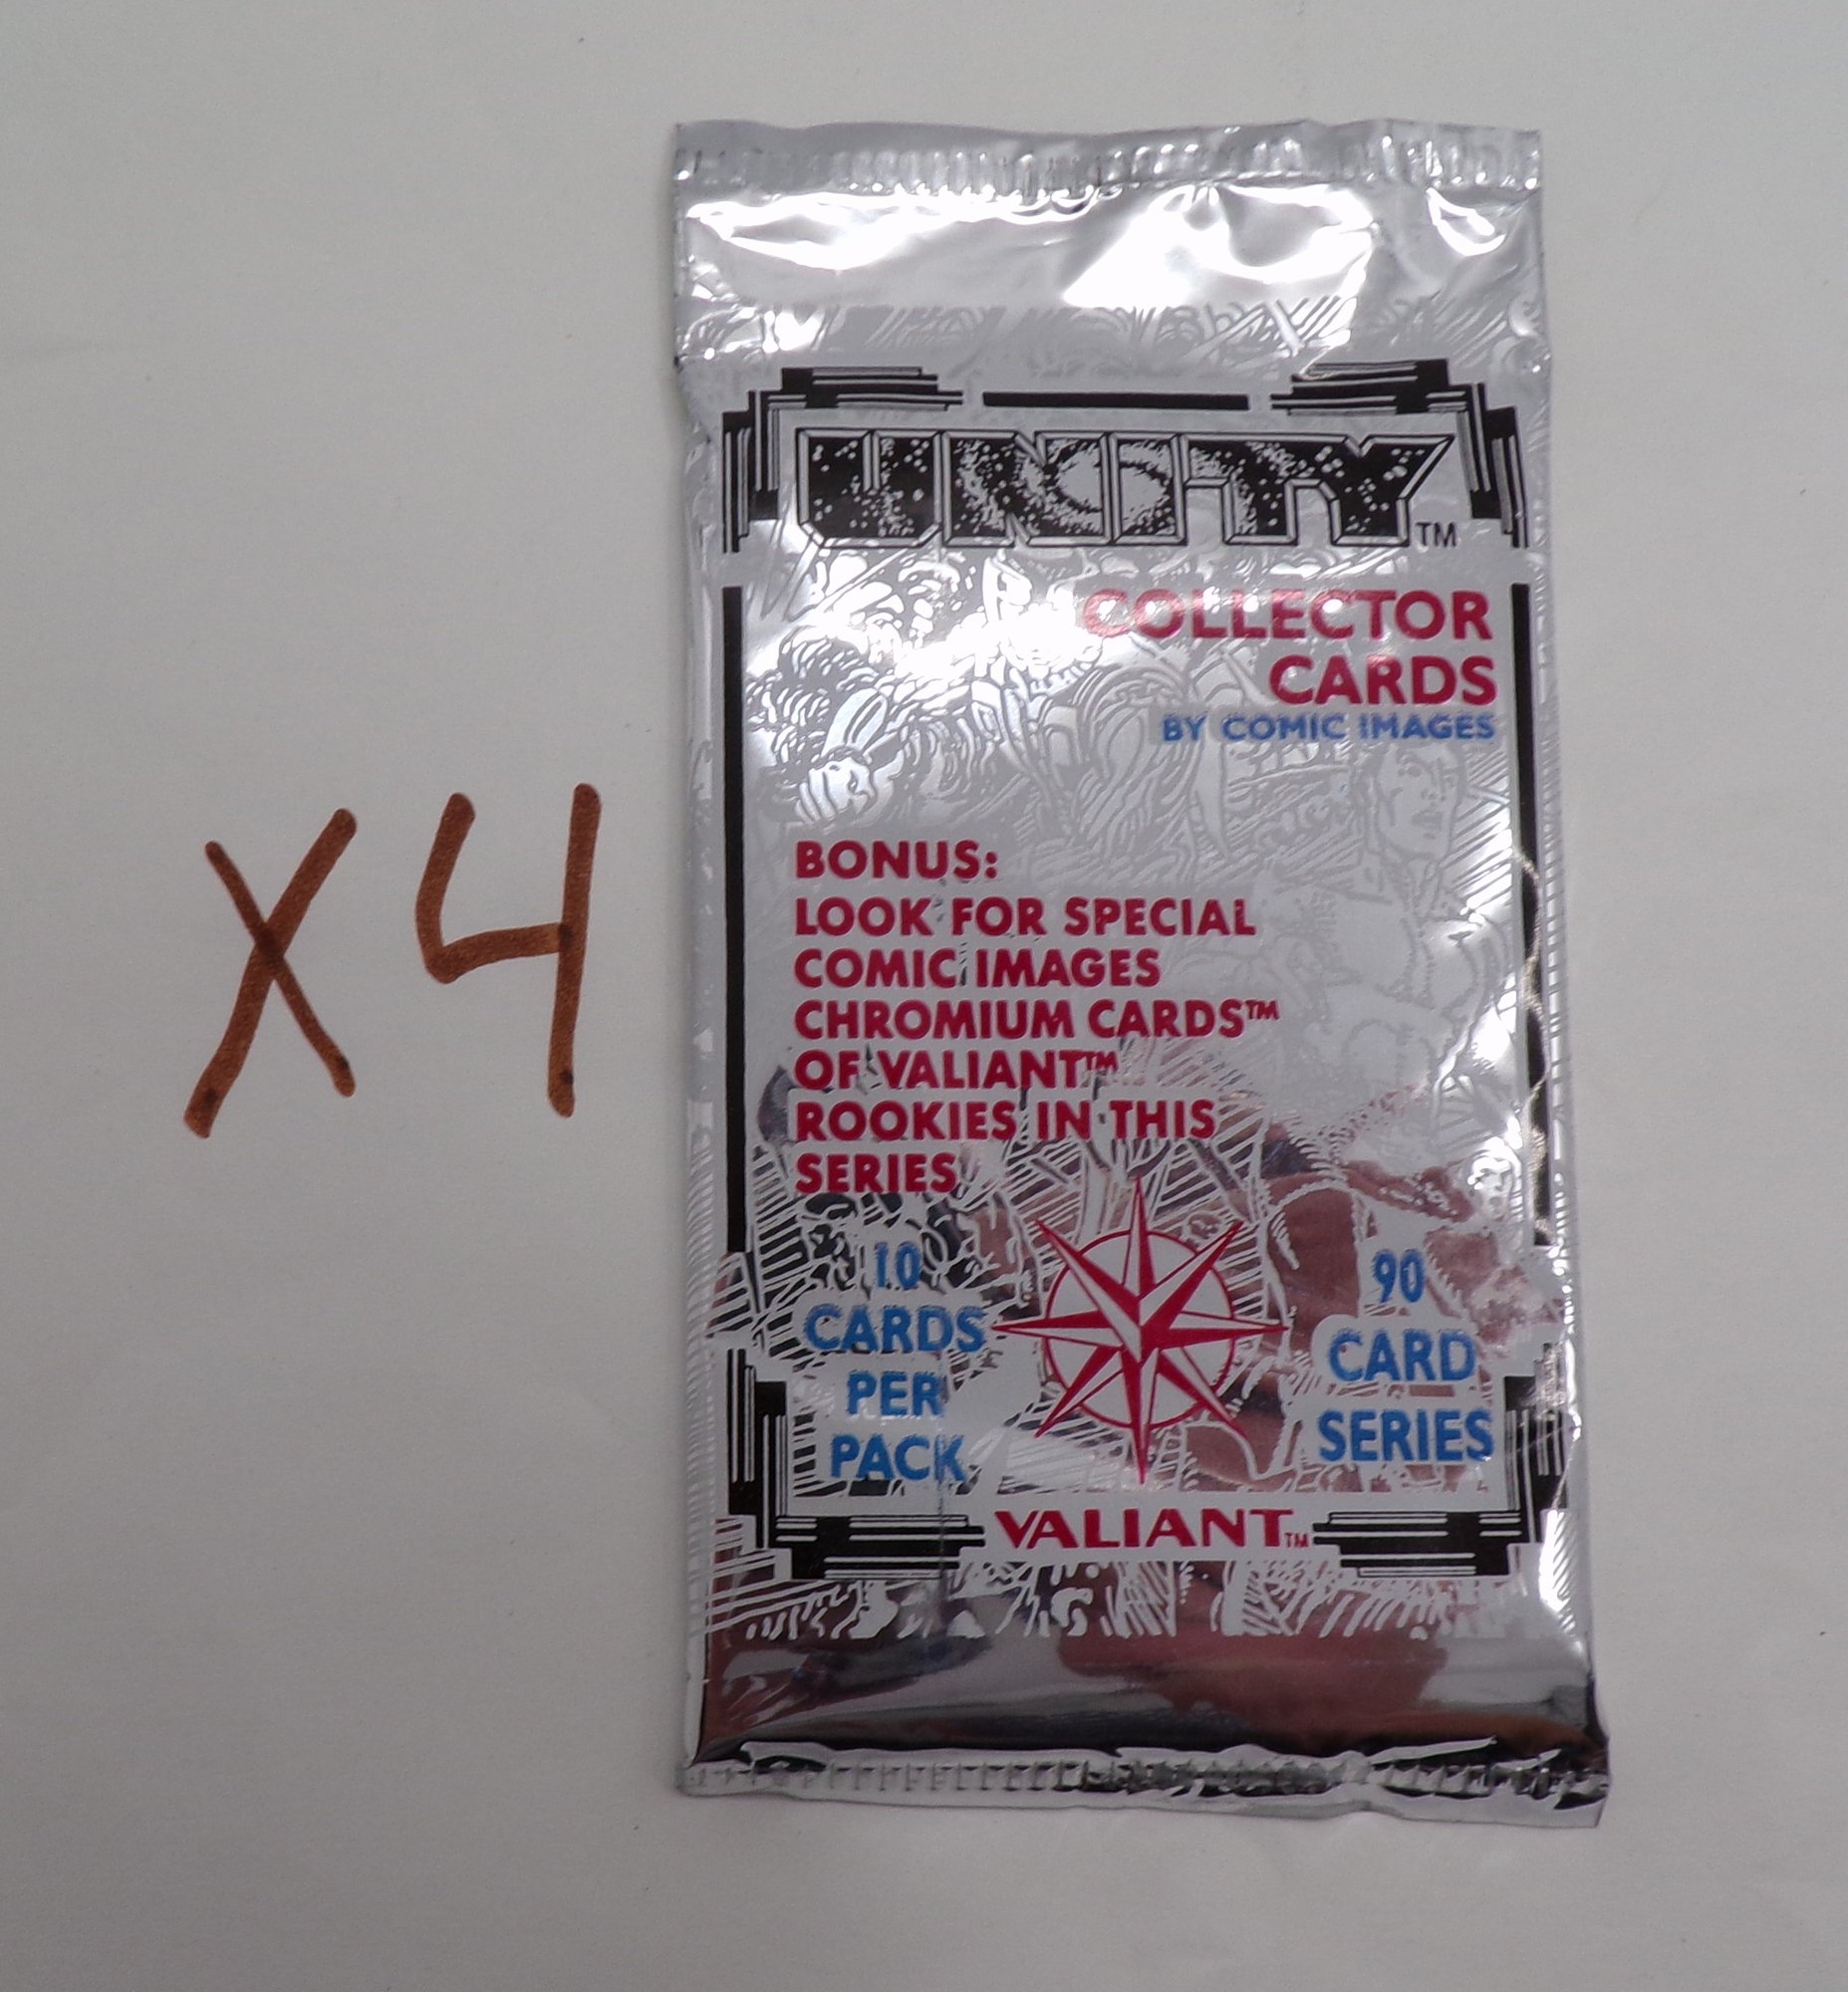 X4
UNITY™
COLLECTOR
CARDS
BY COMIC IMAGES
BONUS:
LOOK FOR SPECIAL
COMIC IMAGES
CHROMIUM CARDS™
OF VALIANT™
ROOKIES IN THIS
SERIES
10
CARDS
PER
PACK
90
CARD
SERIES
VALIANT™